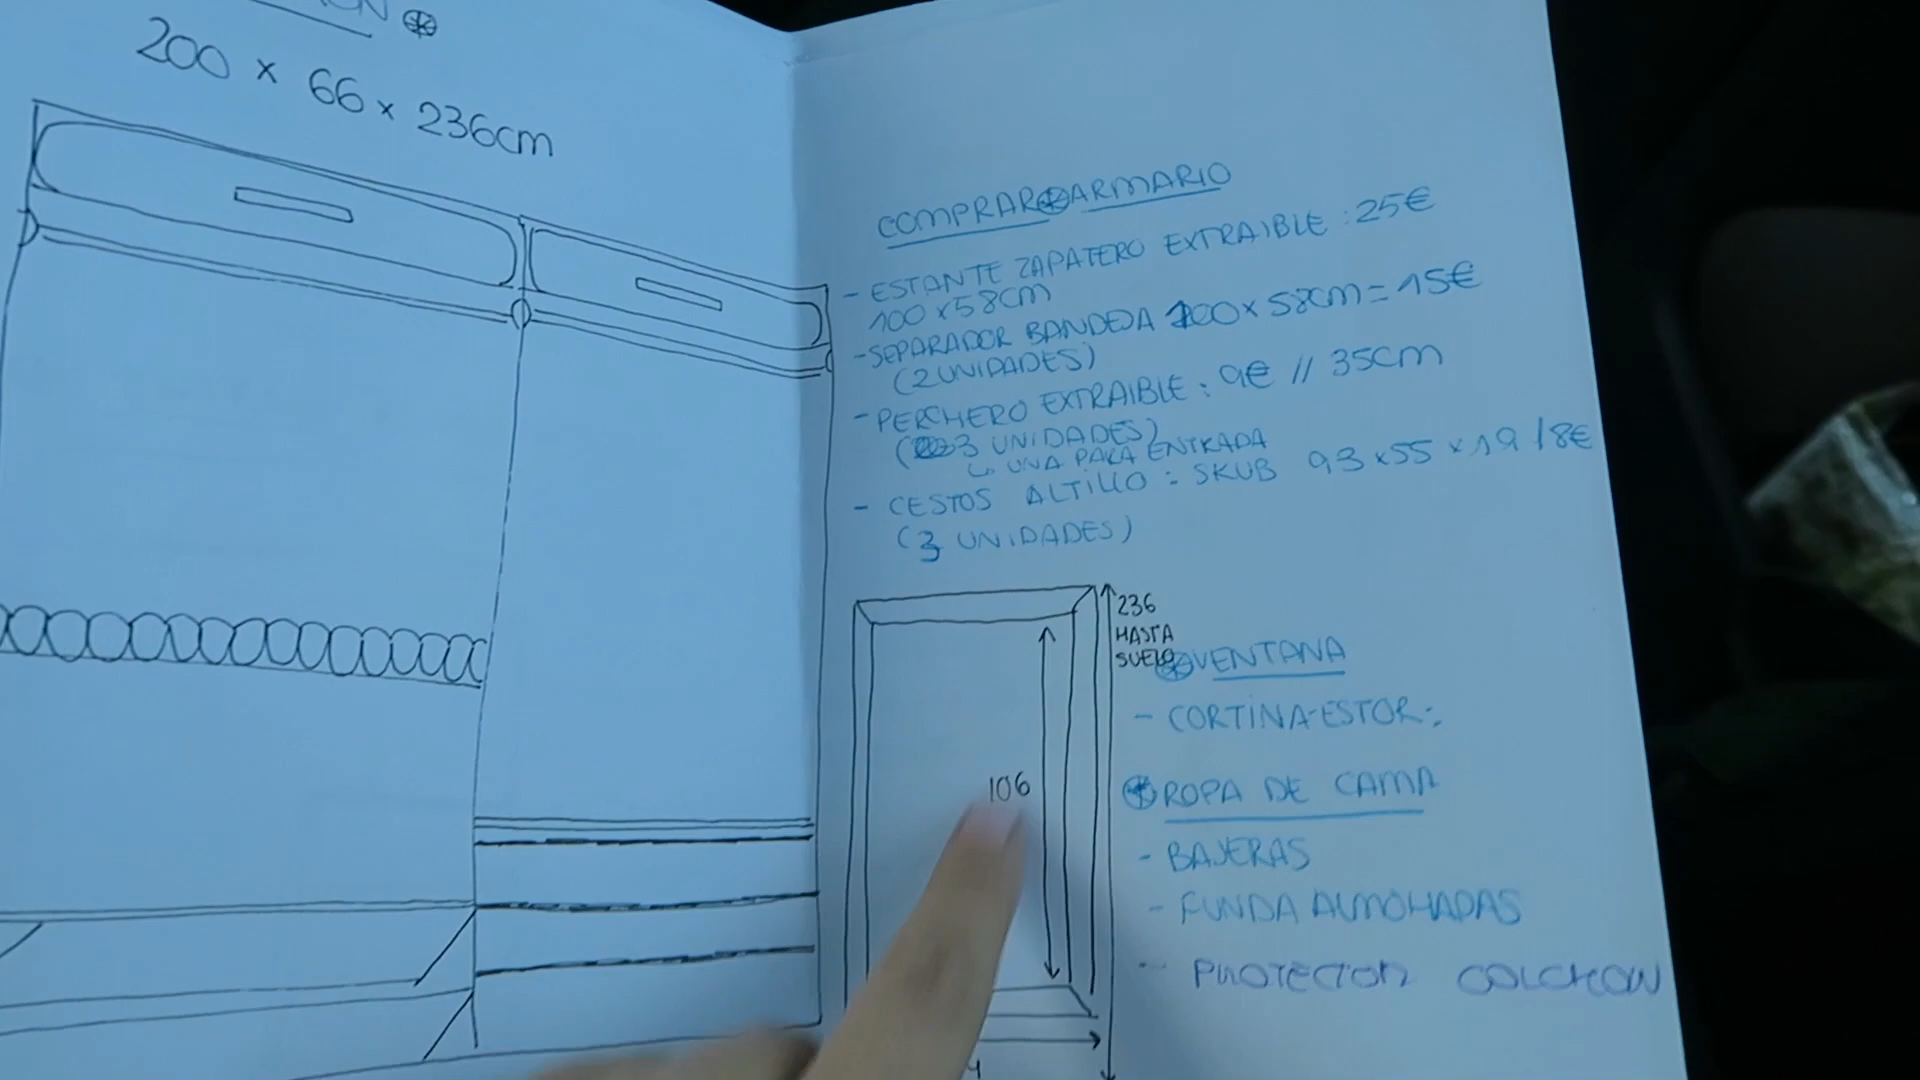 200 x 66 x 236cm
COMPRAR ARMARIO
- ESTANTE ZAPATERO EXTRAIBLE : 25€
100 x 58cm
- SEPARADOR BANDEJA 100 x 58cm = 15€
(2 UNIDADES)
- PERCHERO EXTRAIBLE : 9€ // 35cm
(3 UNIDADES)
↳ UNA PARA ENTRADA
- CESTOS ALTILLO : SKUB 93 x 55 x 19 / 8€
(3 UNIDADES)
236
HASTA
SUELO
106
VENTANA
- CORTINA-ESTOR :
ROPA DE CAMA
- BAJERAS
- FUNDA ALMOHADAS
- PROTECTOR COLCHON